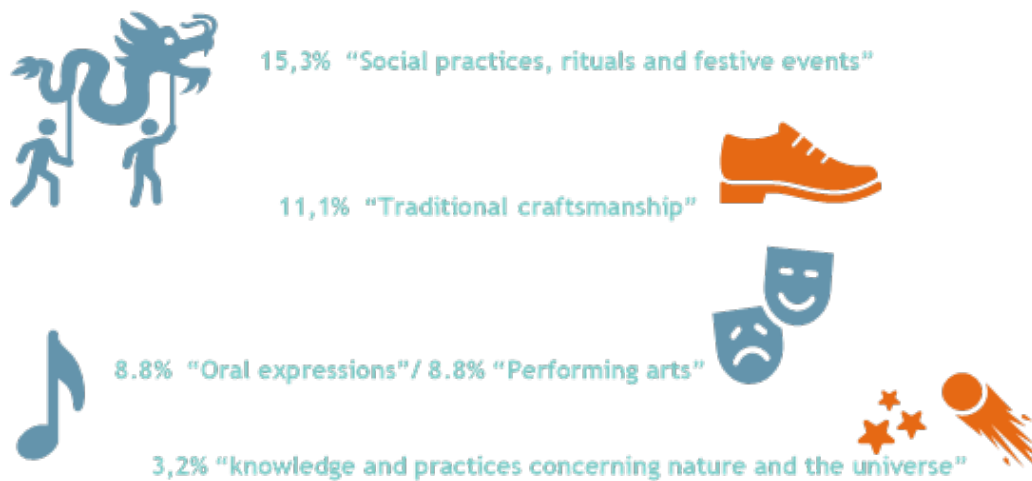 15,3% “Social practices, rituals and festive events”
11,1% “Traditional craftsmanship”
8.8% “Oral expressions”/ 8.8% “Performing arts”
3,2% “knowledge and practices concerning nature and the universe”